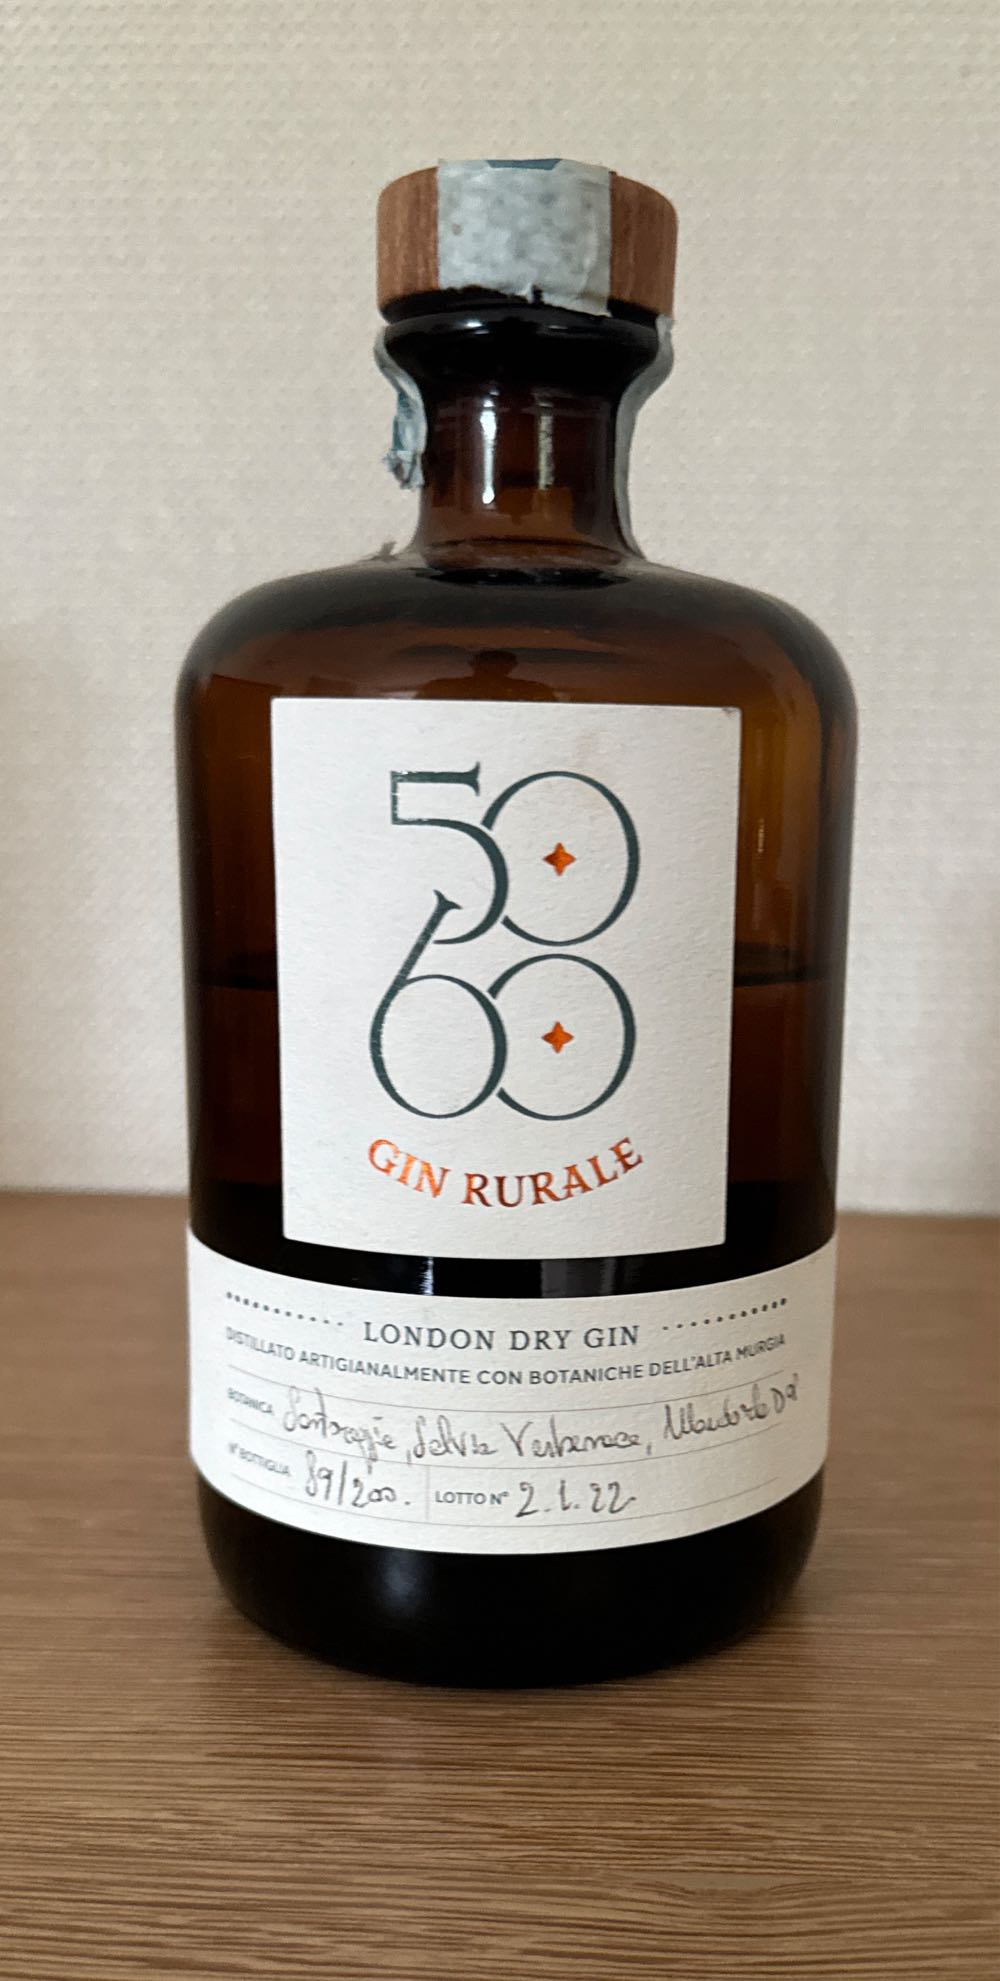 50
60
GIN RURALE
LONDON DRY GIN
DISTILLATO ARTIGIANALMENTE CON BOTANICHE DELL'ALTA MURGIA
BOTANICA Santoreggia, Salvia Verbenaca,
N° BOTTIGLIA 89/200. LOTTO N° 2.1.22